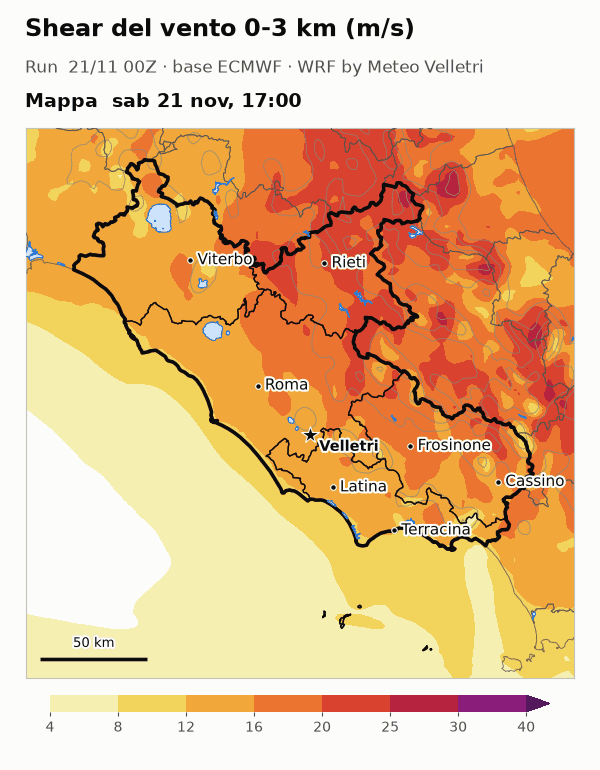 Shear del vento 0-3 km (m/s)
Run  21/11 00Z · base ECMWF · WRF by Meteo Velletri
Mappa  sab 21 nov, 17:00
Viterbo
Rieti
Roma
Velletri
Frosinone
Latina
Cassino
Terracina
50 km
4 8 12 16 20 25 30 40